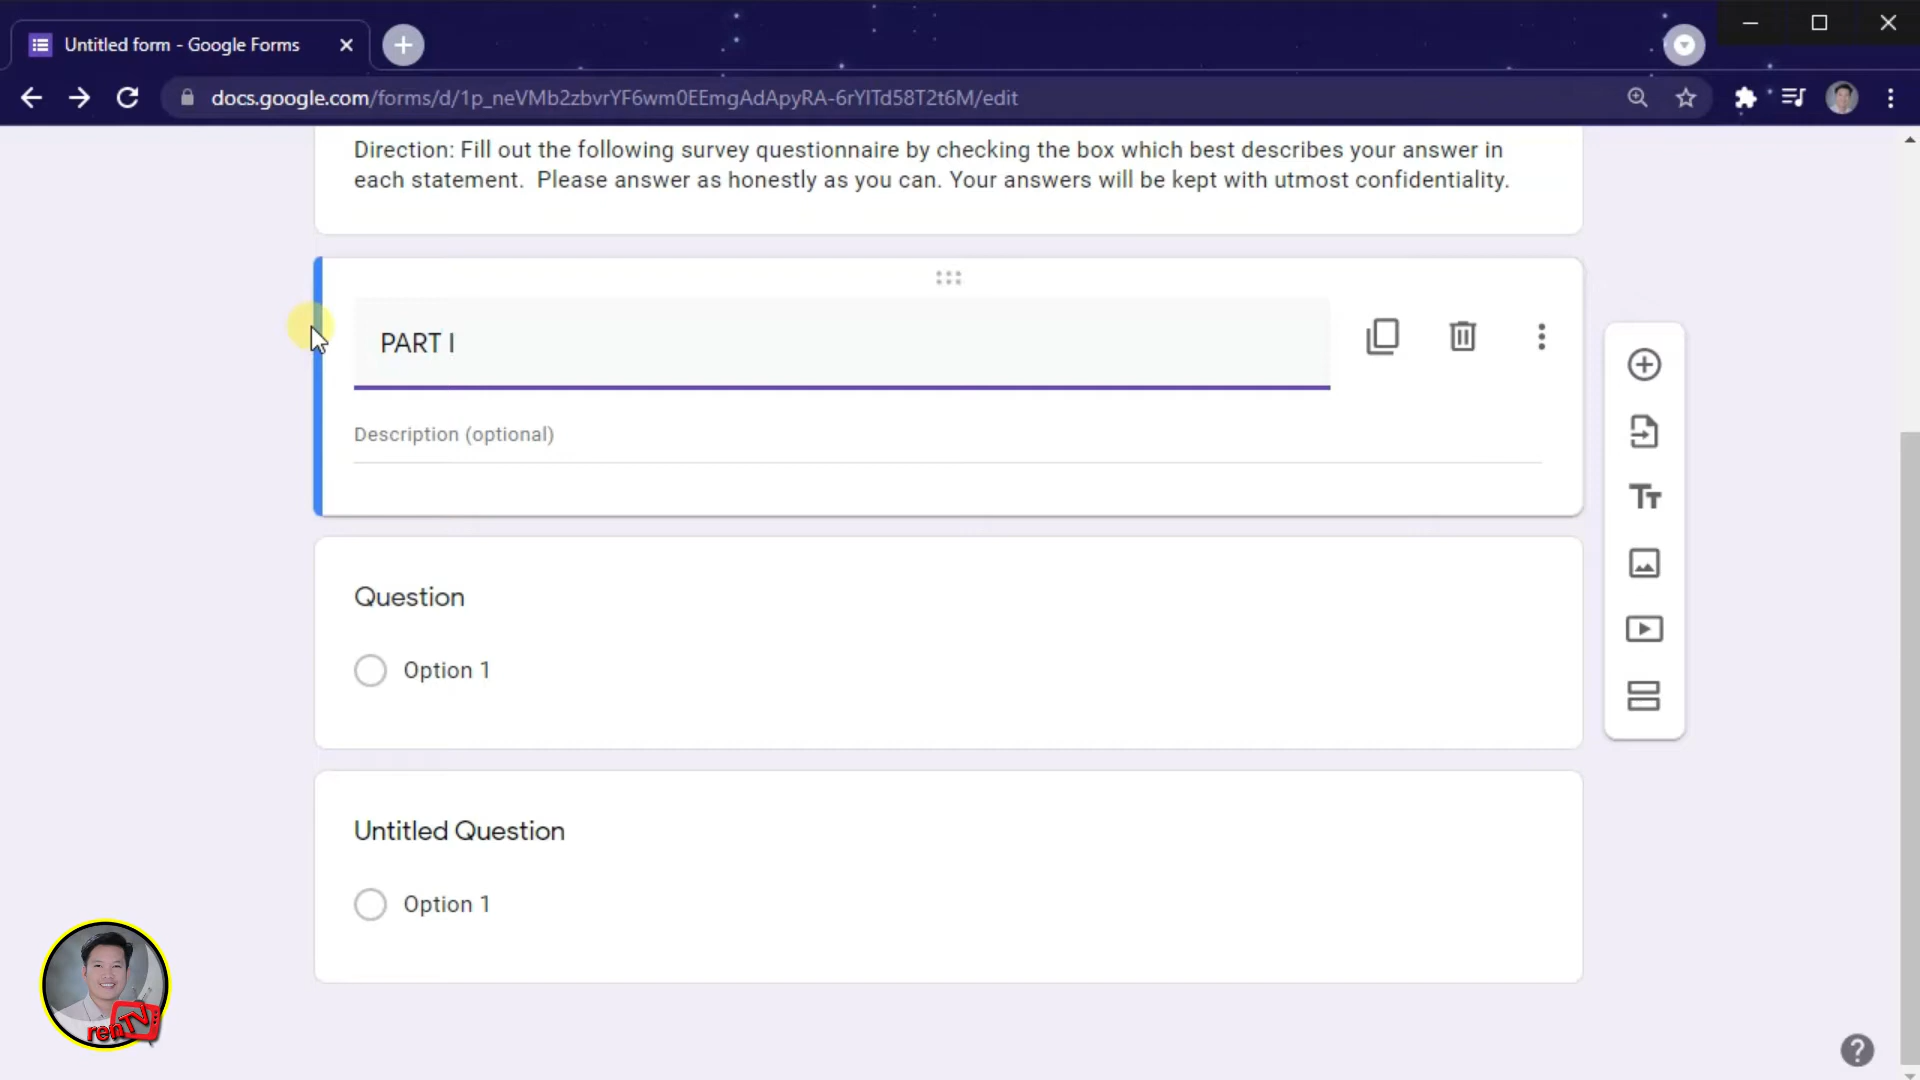 Untitled form - Google Forms
docs.google.com/forms/d/1p_neVMb2zbvrYF6wm0EEmgAdApyRA-6rYlTd58T2t6M/edit
Direction: Fill out the following survey questionnaire by checking the box which best describes your answer in
each statement.  Please answer as honestly as you can. Your answers will be kept with utmost confidentiality.
PART I
Description (optional)
Question
Option 1
Untitled Question
Option 1
renTV